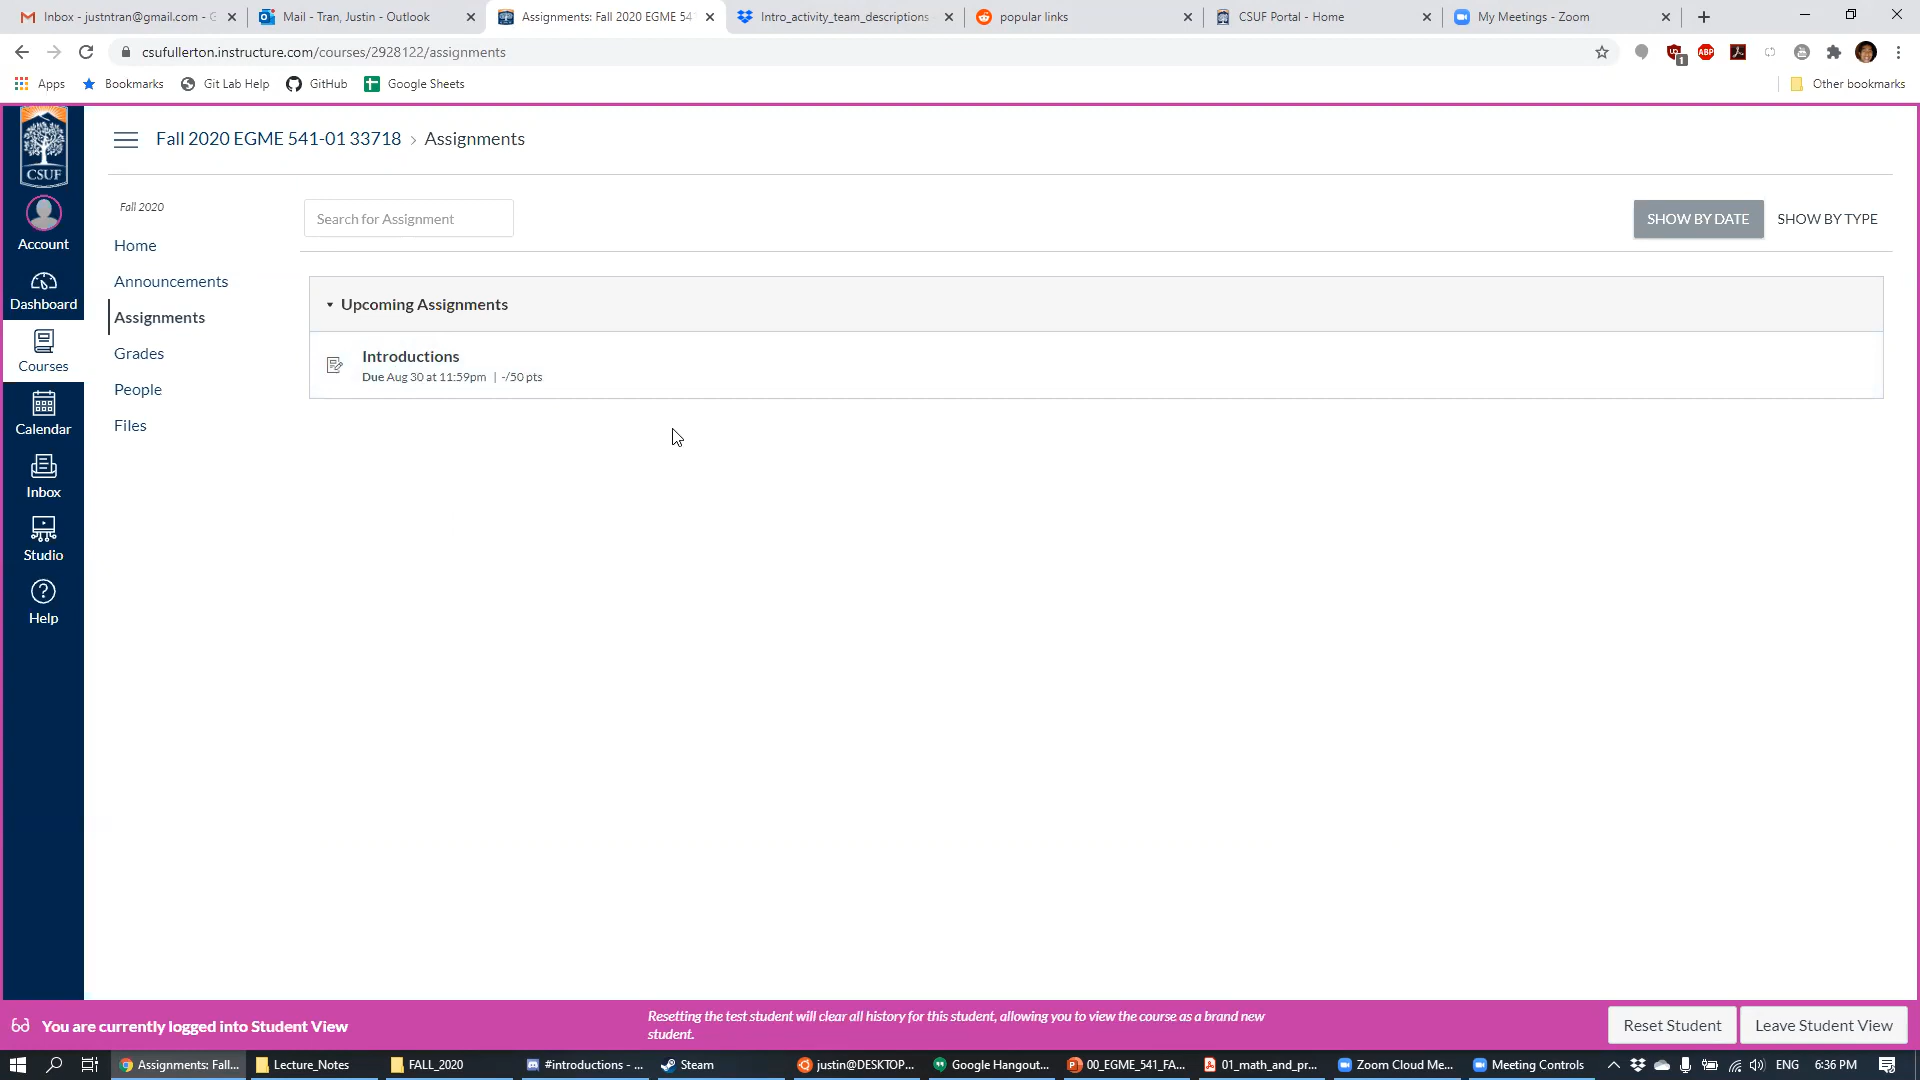 Inbox - justntran@gmail.com - G
Mail - Tran, Justin - Outlook
Assignments: Fall 2020 EGME 54
Intro_activity_team_descriptions
popular links
CSUF Portal - Home
My Meetings - Zoom
csufullerton.instructure.com/courses/2928122/assignments
1
ABP
Apps
Bookmarks
Git Lab Help
GitHub
Google Sheets
Other bookmarks
CSUF
Account
Dashboard
Courses
Calendar
Inbox
Studio
Help
Fall 2020 EGME 541-01 33718 › Assignments
Fall 2020
Home
Announcements
Assignments
Grades
People
Files
Search for Assignment
SHOW BY DATE
SHOW BY TYPE
Upcoming Assignments
Introductions
Due Aug 30 at 11:59pm | -/50 pts
You are currently logged into Student View
Resetting the test student will clear all history for this student, allowing you to view the course as a brand new
student.
Reset Student
Leave Student View
Assignments: Fall...
Lecture_Notes
FALL_2020
#introductions - ...
Steam
justin@DESKTOP...
Google Hangout...
00_EGME_541_FA...
01_math_and_pr...
Zoom Cloud Me...
Meeting Controls
ENG
6:36 PM